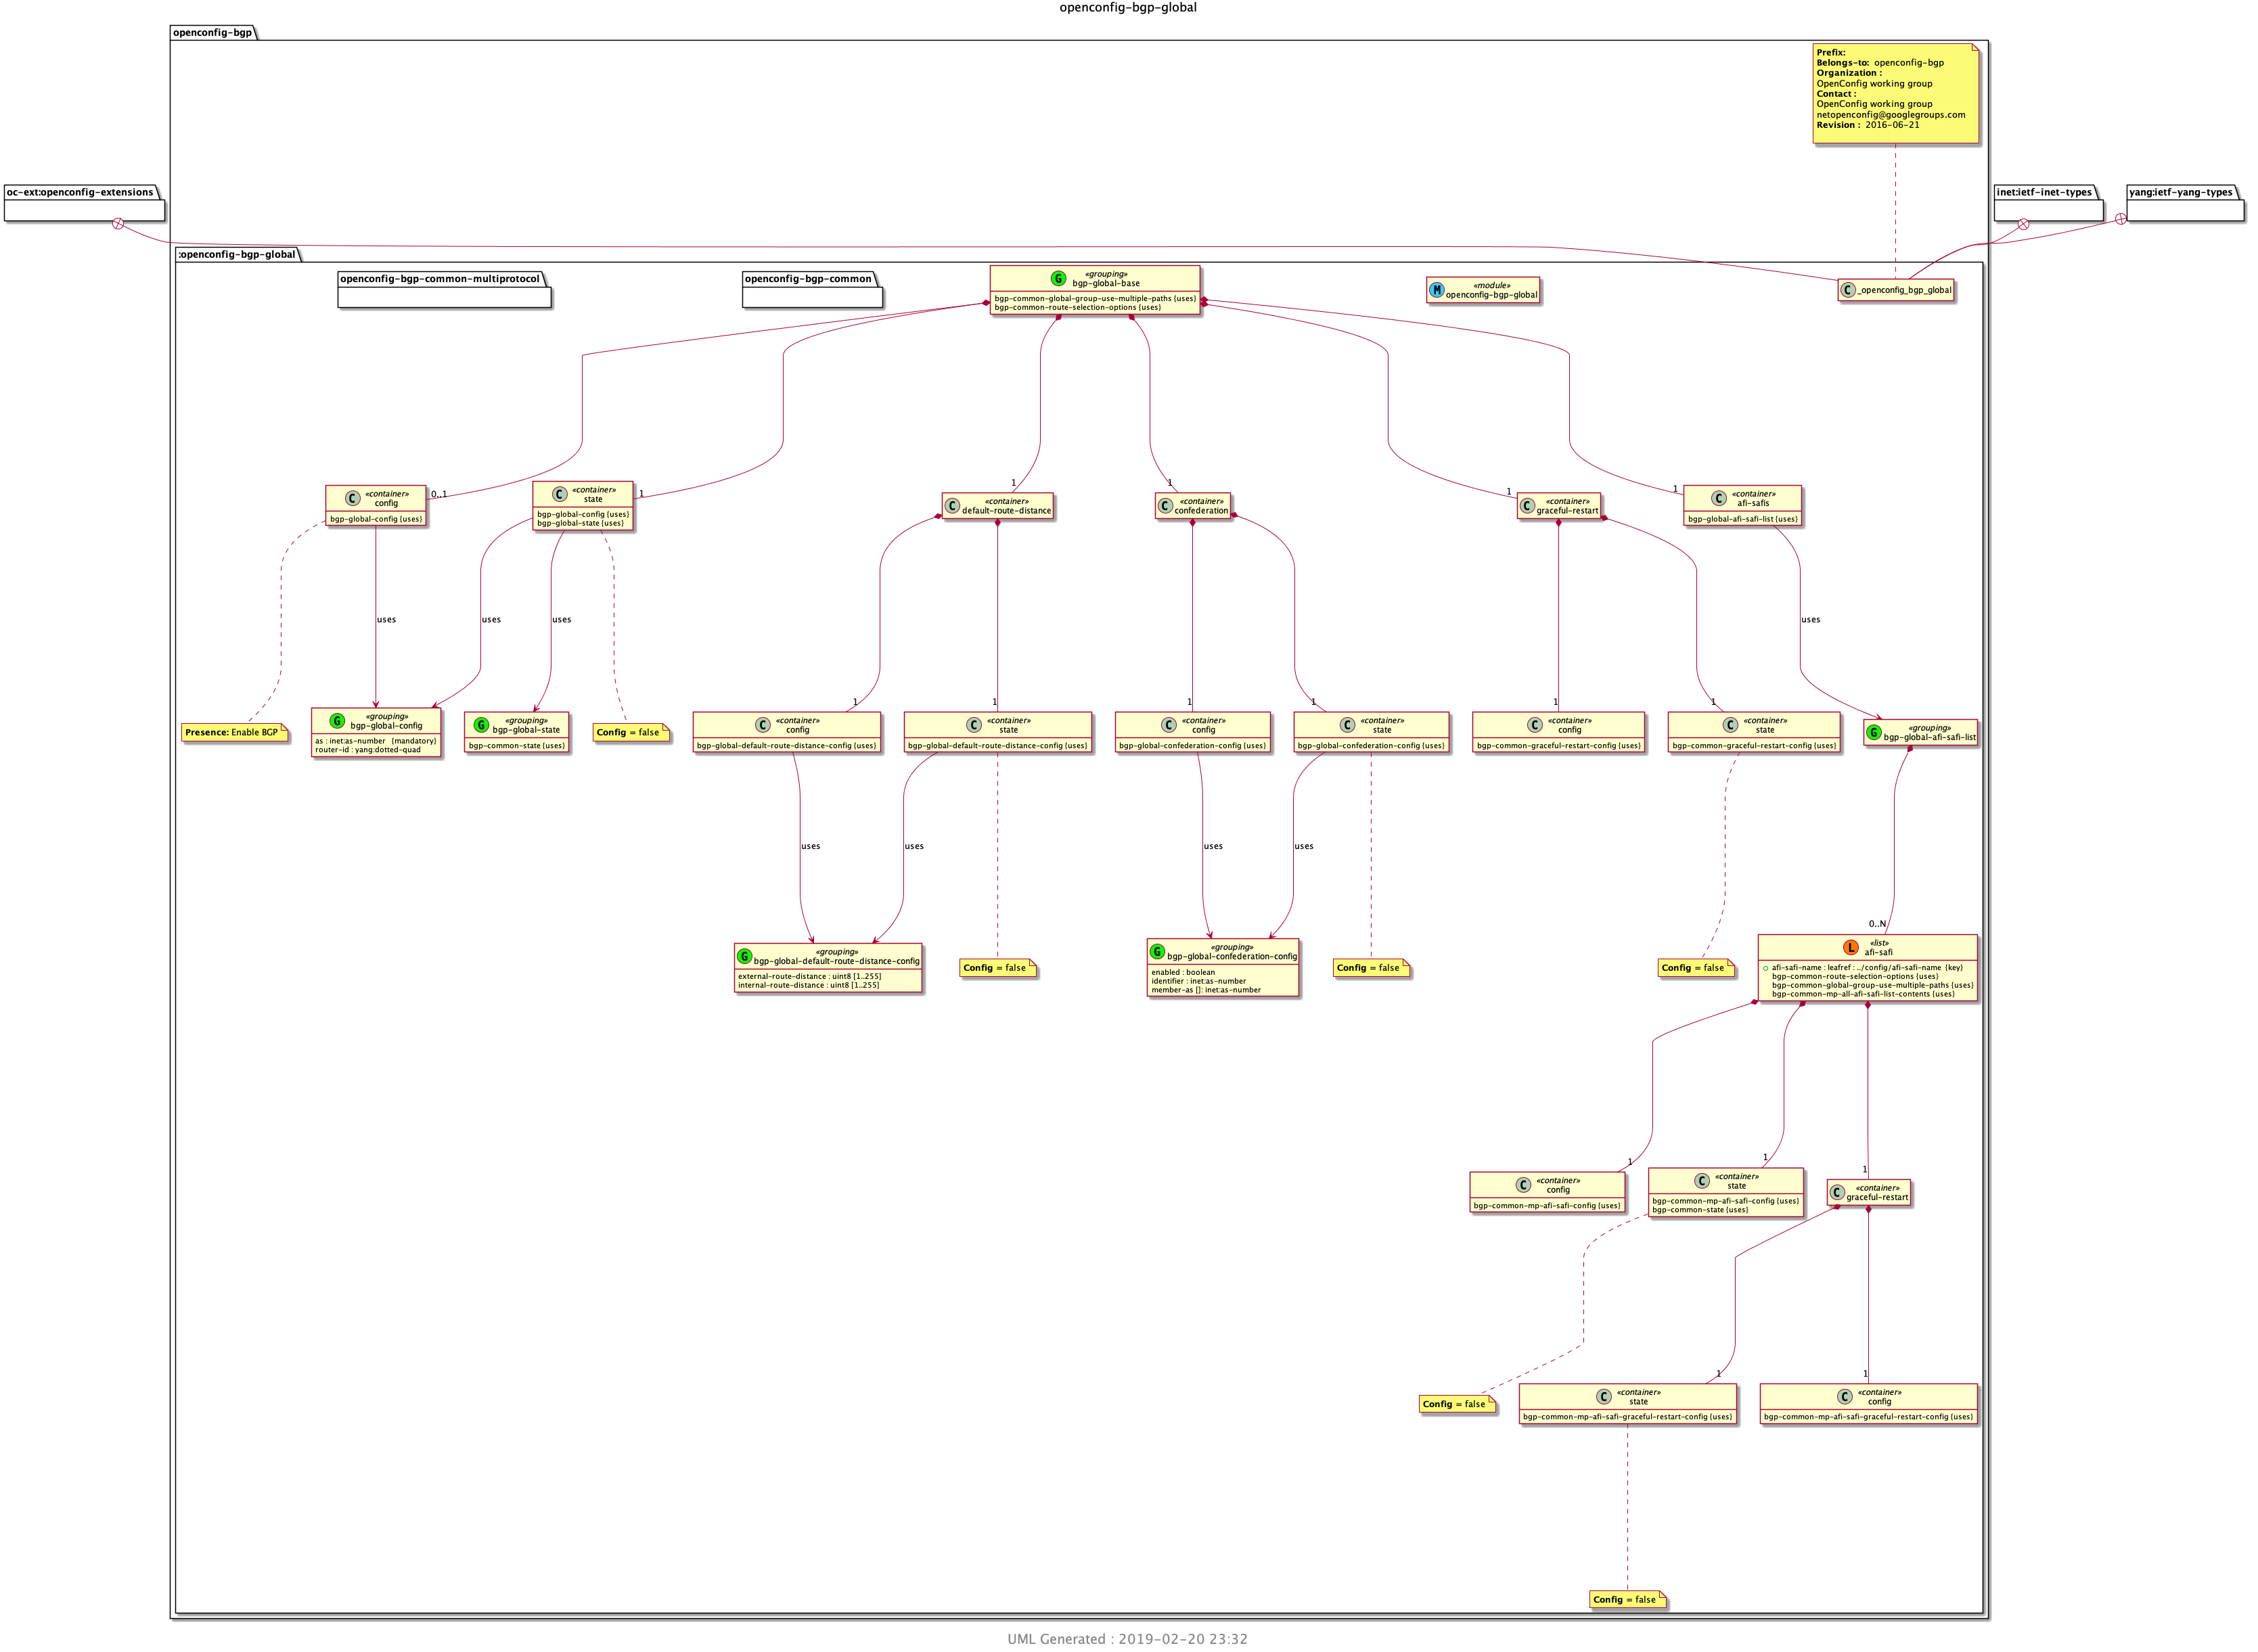 openconfig-bgp-global
openconfig-bgp
Prefix:
Belongs-to: openconfig-bgp
Organization :
OpenConfig working group
Contact :
OpenConfig working group
netopenconfig@googlegroups.com
Revision : 2016-06-21
oc-ext:openconfig-extensions
inet:ietf-inet-types
yang:ietf-yang-types
:openconfig-bgp-global
openconfig-bgp-common-multiprotocol
openconfig-bgp-common
G
«grouping»
bgp-global-base
bgp-common-global-group-use-multiple-paths {uses}
bgp-common-route-selection-options {uses}
M
«module»
openconfig-bgp-global
C
_openconfig_bgp_global
0..1
1
1
1
1
1
C
«container»
config
bgp-global-config {uses}
C
«container»
state
bgp-global-config {uses}
bgp-global-state {uses}
C
«container»
default-route-distance
C
«container»
confederation
C
«container»
graceful-restart
C
«container»
afi-safis
bgp-global-afi-safi-list {uses}
uses
uses
uses
uses
1
1
1
1
1
1
Presence: Enable BGP
G
«grouping»
bgp-global-config
as : inet:as-number {mandatory}
router-id : yang:dotted-quad
G
«grouping»
bgp-global-state
bgp-common-state {uses}
Config = false
C
«container»
config
bgp-global-default-route-distance-config {uses}
C
«container»
state
bgp-global-default-route-distance-config {uses}
C
«container»
config
bgp-global-confederation-config {uses}
C
«container»
state
bgp-global-confederation-config {uses}
C
«container»
config
bgp-common-graceful-restart-config {uses}
C
«container»
state
bgp-common-graceful-restart-config {uses}
G
«grouping»
bgp-global-afi-safi-list
uses
uses
uses
uses
0..N
G
«grouping»
bgp-global-default-route-distance-config
external-route-distance : uint8 [1..255]
internal-route-distance : uint8 [1..255]
Config = false
G
«grouping»
bgp-global-confederation-config
enabled : boolean
identifier : inet:as-number
member-as []: inet:as-number
Config = false
Config = false
L
«list»
afi-safi
afi-safi-name : leafref : ../config/afi-safi-name {key}
bgp-common-route-selection-options {uses}
bgp-common-global-group-use-multiple-paths {uses}
bgp-common-mp-all-afi-safi-list-contents {uses}
1
1
1
C
«container»
config
bgp-common-mp-afi-safi-config {uses}
C
«container»
state
bgp-common-mp-afi-safi-config {uses}
bgp-common-state {uses}
C
«container»
graceful-restart
1
1
Config = false
C
«container»
state
bgp-common-mp-afi-safi-graceful-restart-config {uses}
C
«container»
config
bgp-common-mp-afi-safi-graceful-restart-config {uses}
Config = false
UML Generated : 2019-02-20 23:32